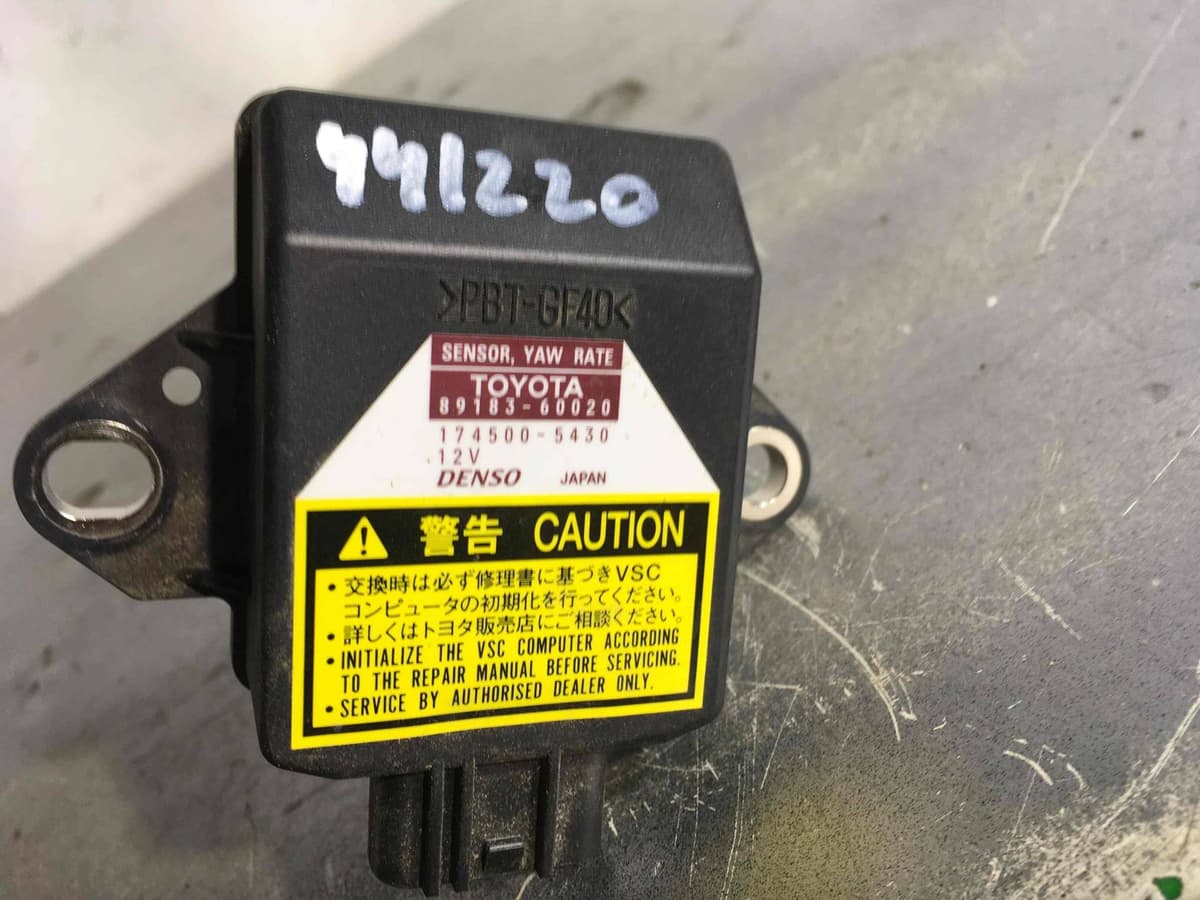 441220
>PBT-GF40<
SENSOR, YAW RATE
TOYOTA
89183-60020
174500-5430
12V
DENSO JAPAN
警告 CAUTION
・交換時は必ず修理書に基づきVSC
コンピュータの初期化を行ってください。
・詳しくはトヨタ販売店にご相談ください。
・INITIALIZE THE VSC COMPUTER ACCORDING
TO THE REPAIR MANUAL BEFORE SERVICING.
・SERVICE BY AUTHORISED DEALER ONLY.